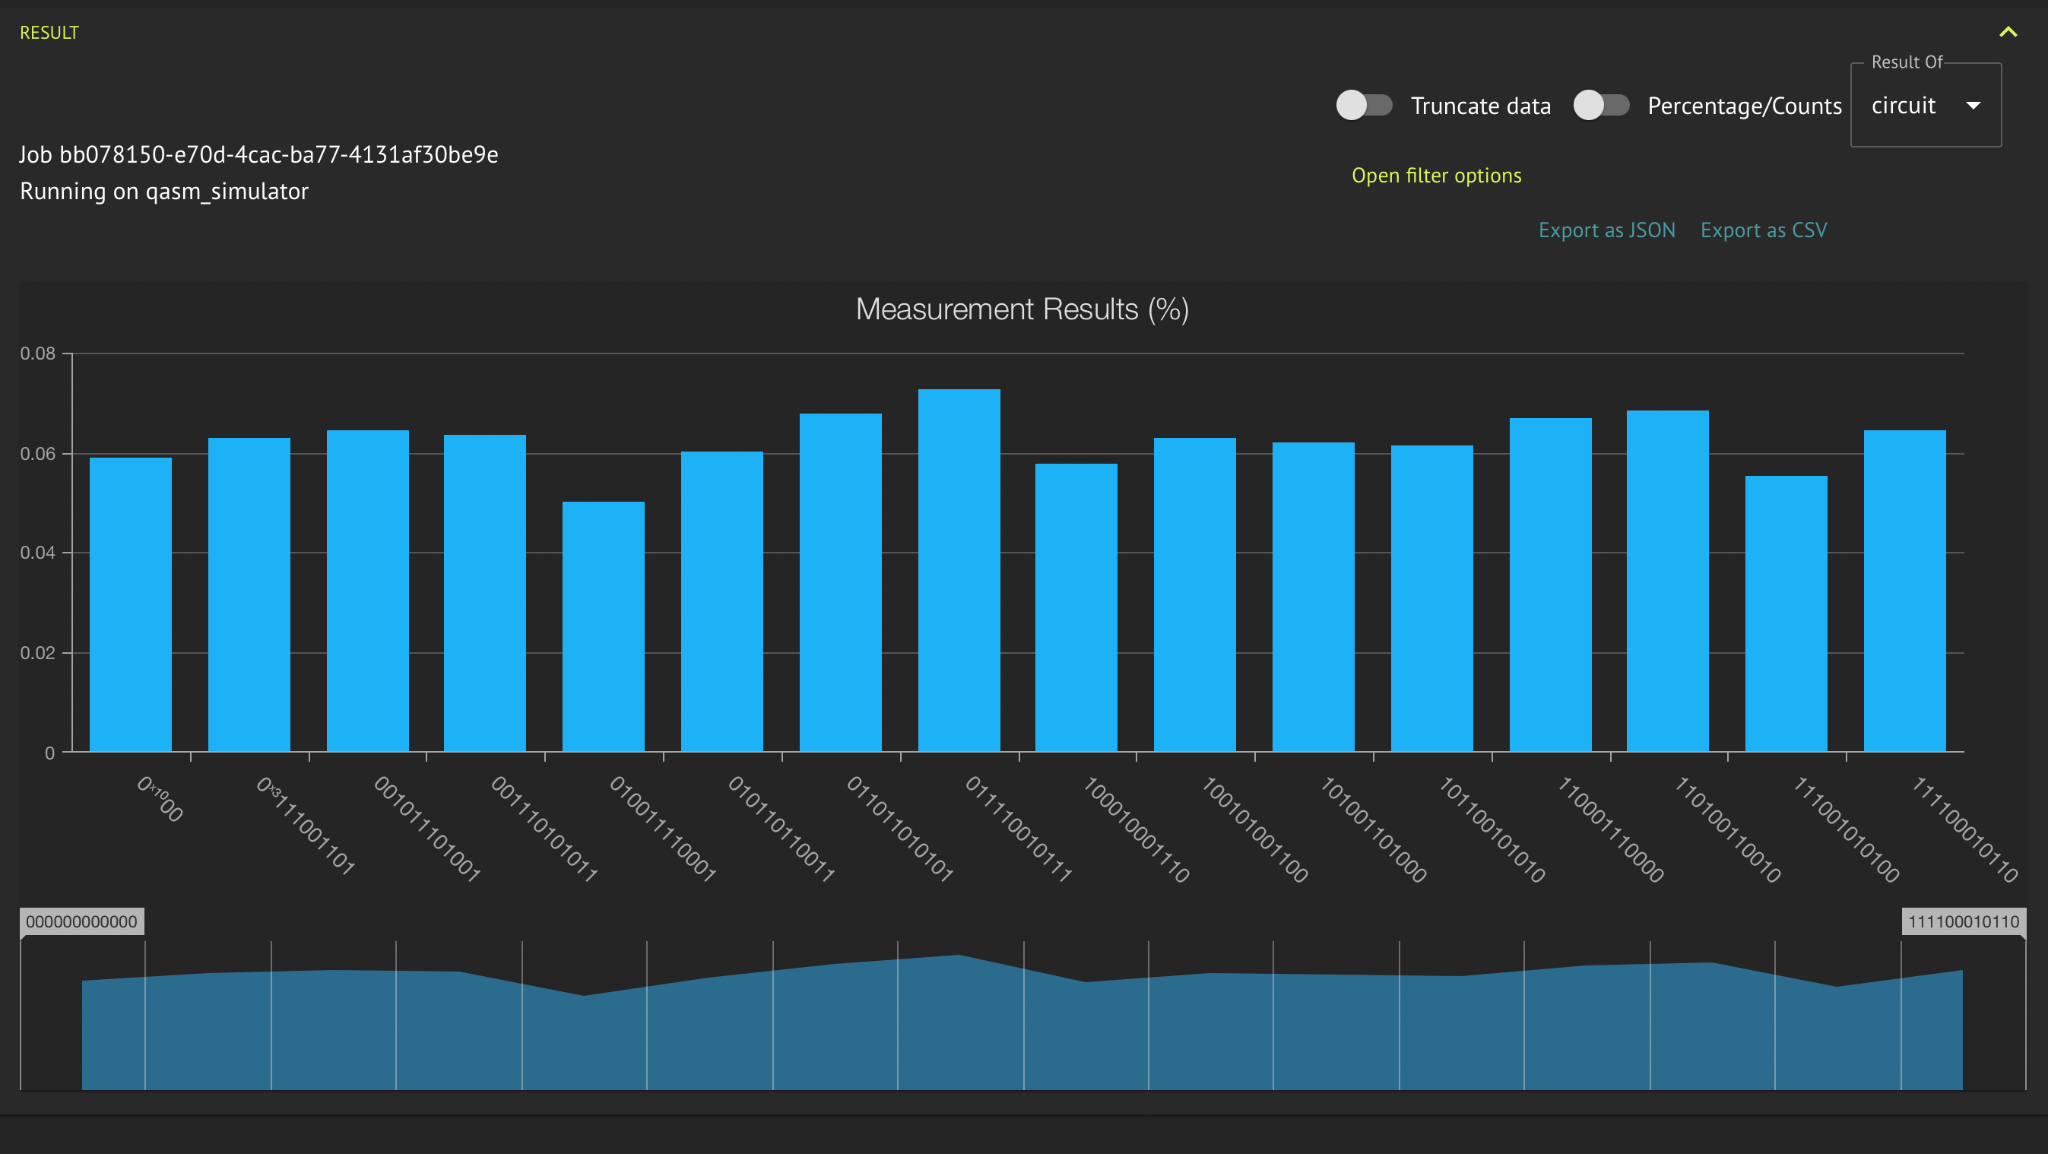 RESULT
Result Of
Truncate data
Percentage/Counts
circuit
Job bb078150-e70d-4cac-ba77-4131af30be9e
Running on qasm_simulator
Open filter options
Export as JSON
Export as CSV
Measurement Results (%)
0.08
0.06
0.04
0.02
0
0ˣ¹⁰00
0ˣ³111001101
001011101001
001110101011
010011110001
010110110011
011011010101
011110010111
100010001110
100101001100
101001101000
101100101010
110001110000
110100110010
111001010100
111100010110
000000000000
111100010110